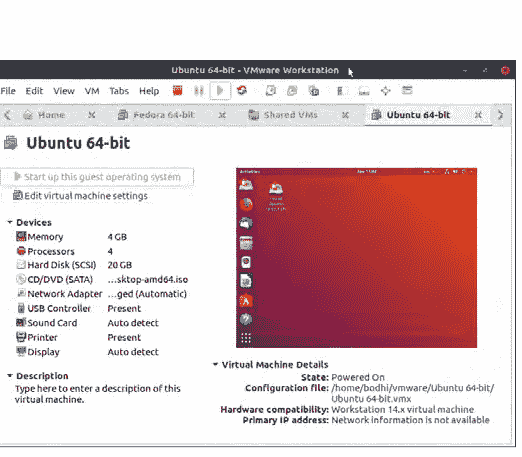 Ubuntu 64-bit - VMware Workstation
File Edit View VM Tabs Help
Home Fedora 64-bit Shared VMs Ubuntu 64-bit
Ubuntu 64-bit
Start up this guest operating system
Edit virtual machine settings
Devices
Memory 4 GB
Processors 4
Hard Disk (SCSI) 20 GB
CD/DVD (SATA) ...sktop-amd64.iso
Network Adapter ...ged (Automatic)
USB Controller Present
Sound Card Auto detect
Printer Present
Display Auto detect
Description
Type here to enter a description of this
virtual machine.
Virtual Machine Details
State: Powered On
Configuration file: /home/bodhi/vmware/Ubuntu 64-bit/
Ubuntu 64-bit.vmx
Hardware compatibility: Workstation 14.x virtual machine
Primary IP address: Network information is not available